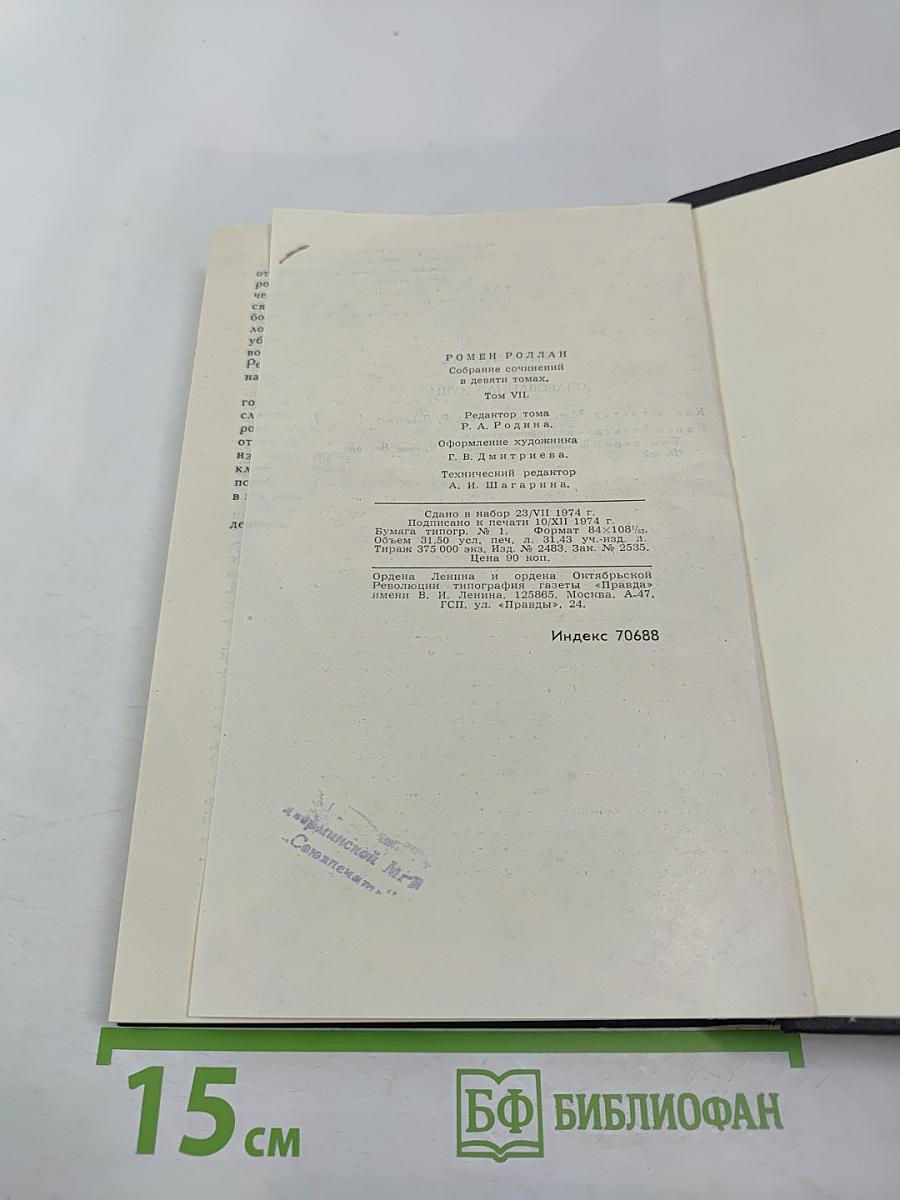 РОМЕН РОЛЛАН
Собрание сочинений
в девяти томах.
Том VII.
Редактор тома
Р. А. Родина.
Оформление художника
Г. В. Дмитриева.
Технический редактор
А. И. Шагарина.
Сдано в набор 23/VII 1974 г.
Подписано к печати 10/XII 1974 г.
Бумага типогр. № 1. Формат 84×108¹/₃₂.
Объем 31,50 усл. печ. л. 31,43 уч.-изд. л.
Тираж 375 000 экз. Изд. № 2483. Зак. № 2535.
Цена 90 коп.
Ордена Ленина и ордена Октябрьской
Революции типография газеты «Правда»
имени В. И. Ленина, 125865, Москва, А-47,
ГСП, ул. «Правды», 24.
Индекс 70688
„Союзпечать"
15 см
БФ БИБЛИОФАН